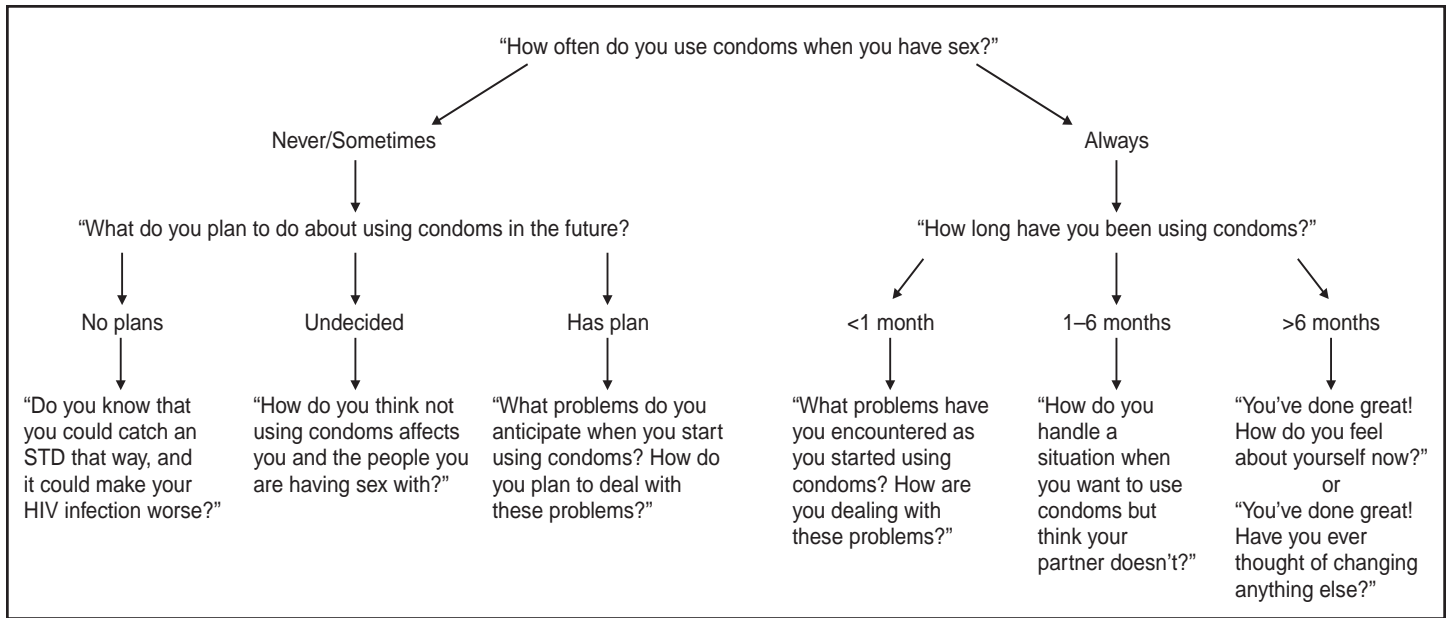 “How often do you use condoms when you have sex?”
Never/Sometimes
Always
“What do you plan to do about using condoms in the future?
“How long have you been using condoms?”
No plans
Undecided
Has plan
<1 month
1–6 months
>6 months
“Do you know that
you could catch an
STD that way, and
it could make your
HIV infection worse?”
“How do you think not
using condoms affects
you and the people you
are having sex with?”
“What problems do you
anticipate when you start
using condoms? How do
you plan to deal with
these problems?”
“What problems have
you encountered as
you started using
condoms? How are
you dealing with
these problems?”
“How do you
handle a
situation when
you want to use
condoms but
think your
partner doesn’t?”
“You’ve done great!
How do you feel
about yourself now?”
or
“You’ve done great!
Have you ever
thought of changing
anything else?”